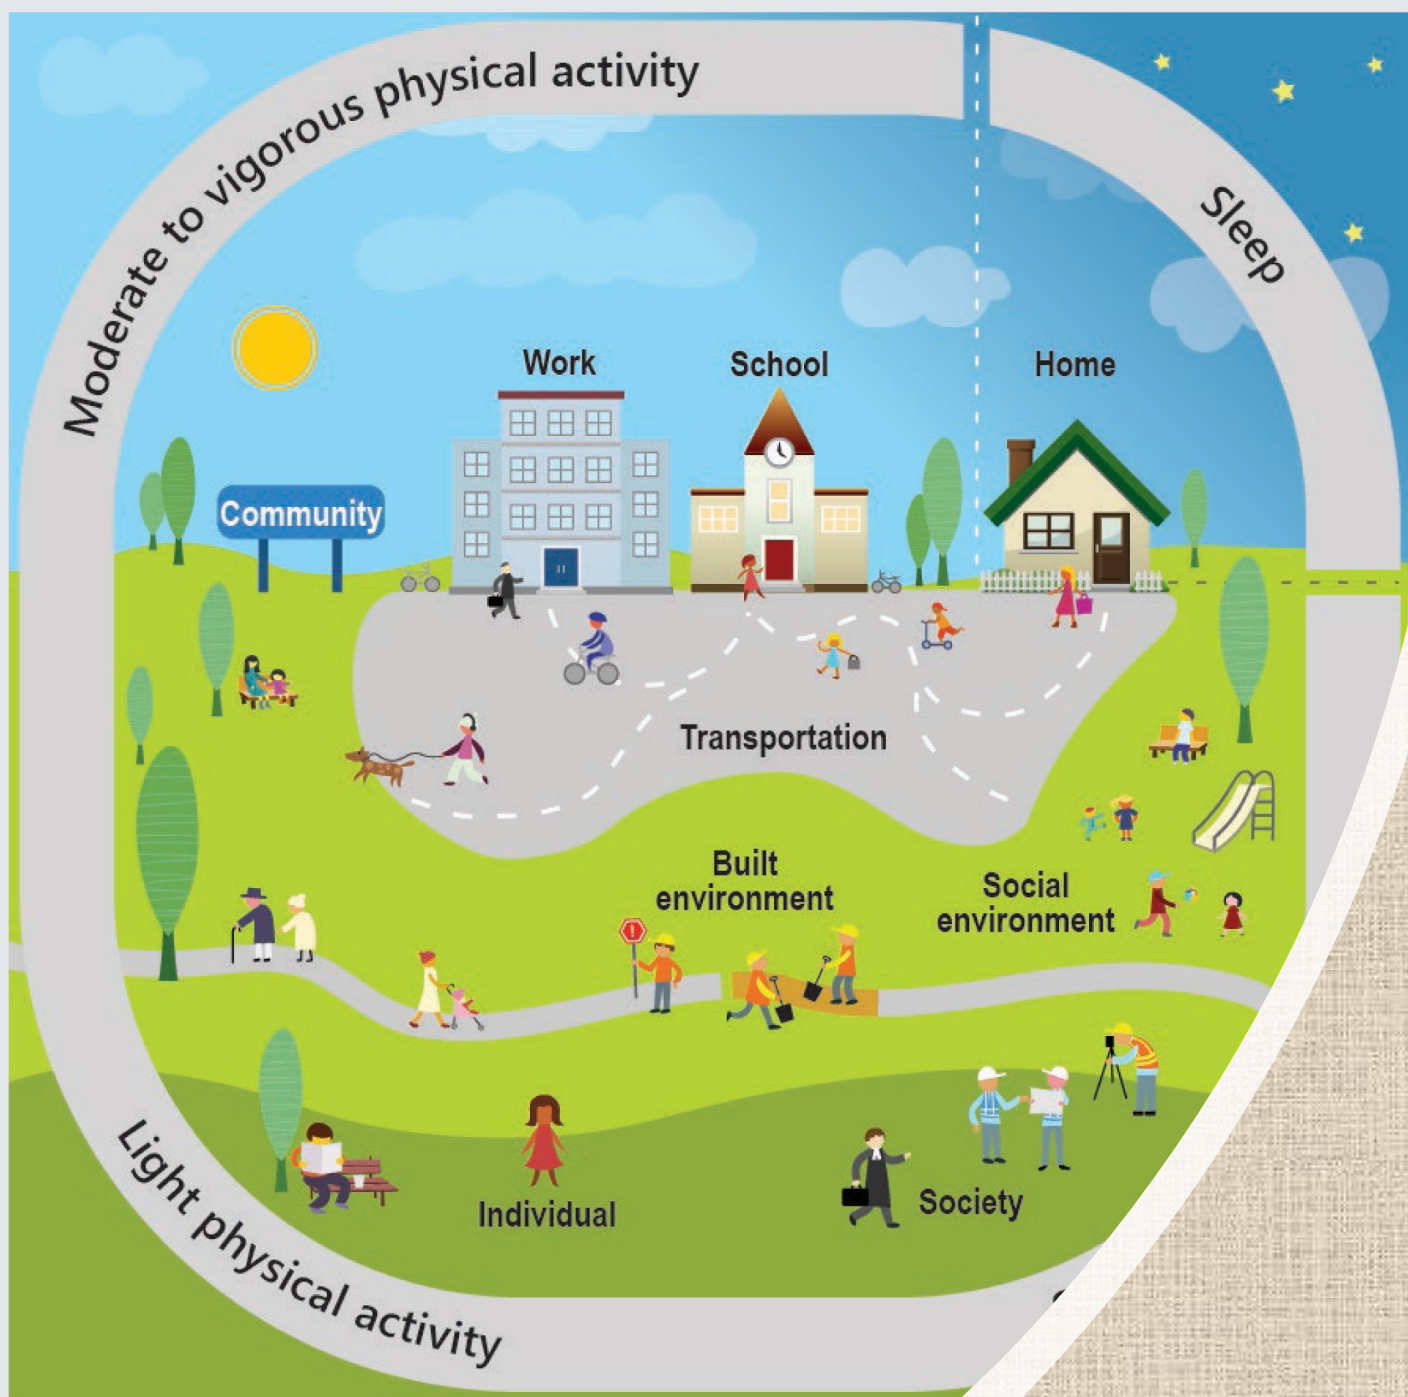 Moderate to vigorous physical activity
Sleep
Work
School
Home
Community
Transportation
Built
environment
Social
environment
Individual
Society
Light physical activity